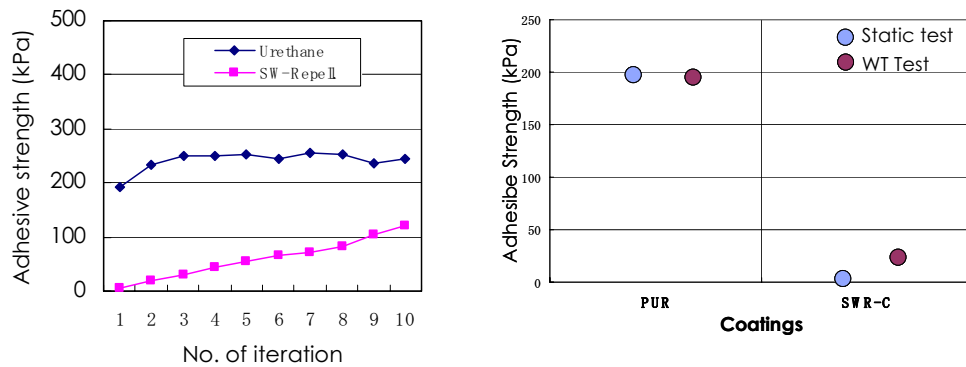 500
400
300
200
100
0
Adhesive strength (kPa)
Urethane
SW-Repell
1 2 3 4 5 6 7 8 9 10
No. of iteration
250
200
150
100
50
0
Adhesibe Strength (kPa)
Static test
WT Test
PUR SWR-C
Coatings